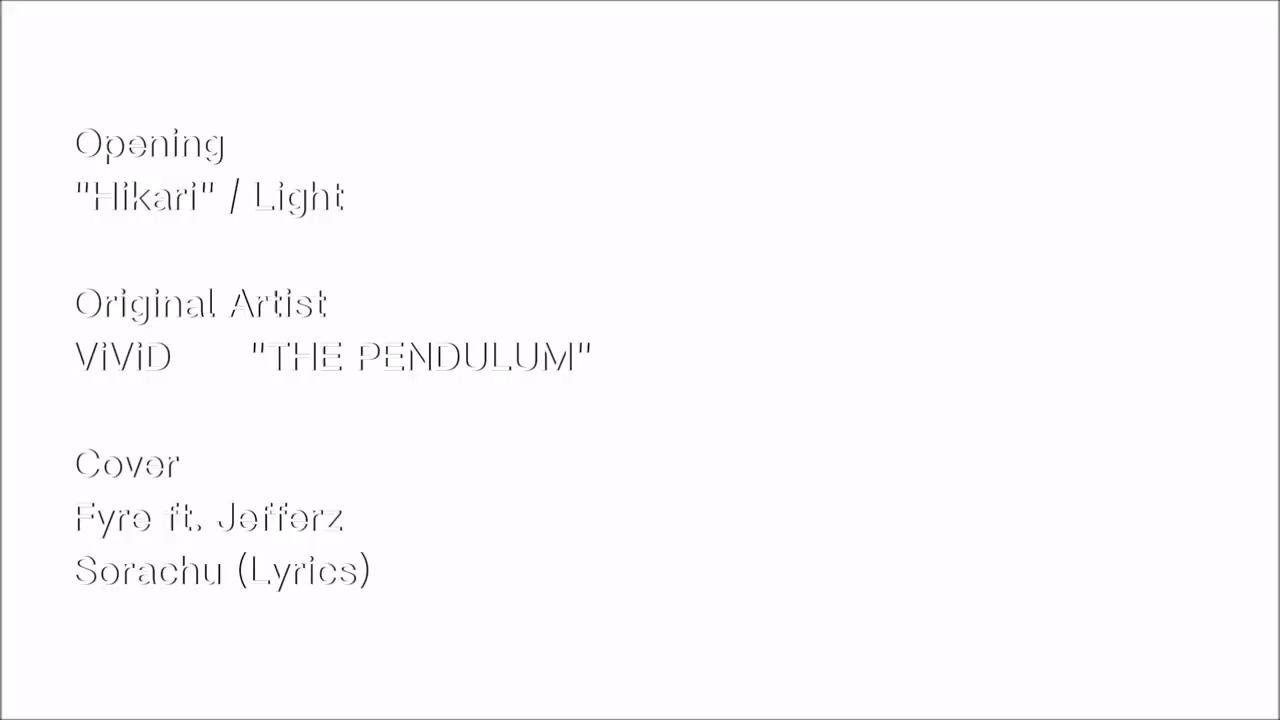 Opening
"Hikari" / Light
Original Artist
ViViD "THE PENDULUM"
Cover
Fyre ft. Jefferz
Sorachu (Lyrics)